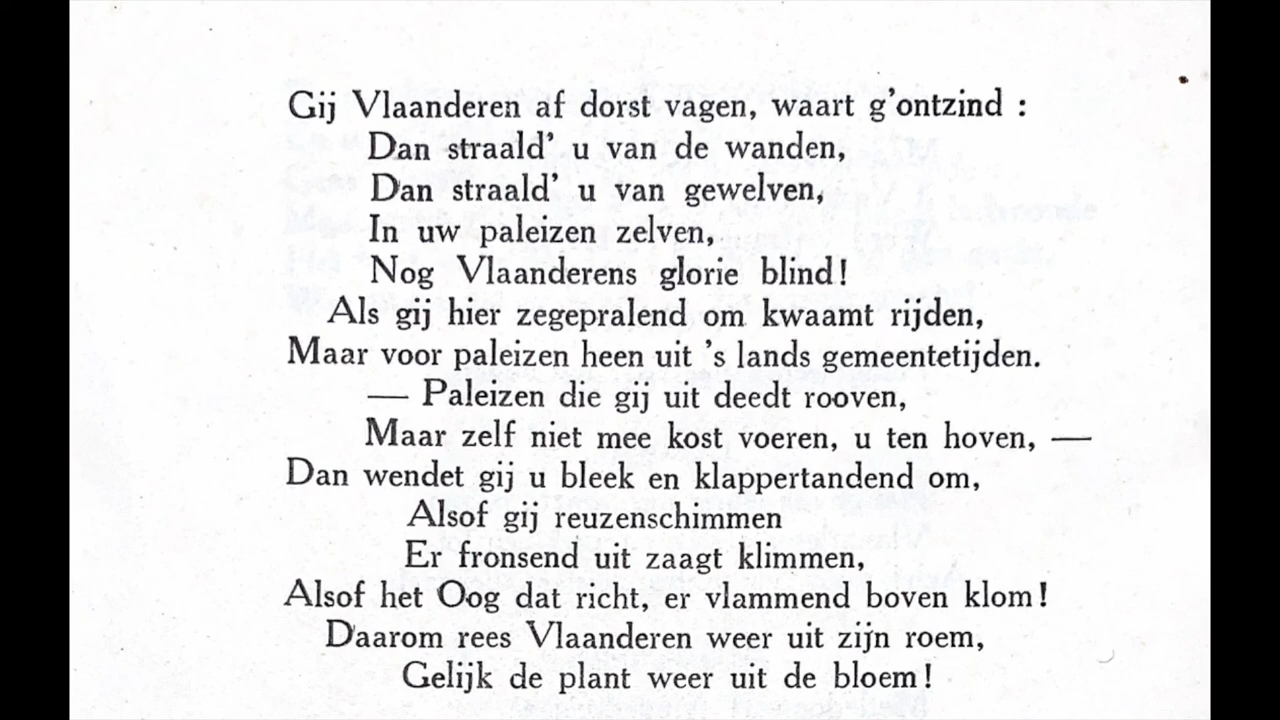 Gij Vlaanderen af dorst vagen, waart g’ontzind :
Dan straald’ u van de wanden,
Dan straald’ u van gewelven,
In uw paleizen zelven,
Nog Vlaanderens glorie blind!
Als gij hier zegepralend om kwaamt rijden,
Maar voor paleizen heen uit ’s lands gemeentetijden.
— Paleizen die gij uit deedt rooven,
Maar zelf niet mee kost voeren, u ten hoven, —
Dan wendet gij u bleek en klappertandend om,
Alsof gij reuzenschimmen
Er fronsend uit zaagt klimmen,
Alsof het Oog dat richt, er vlammend boven klom!
Daarom rees Vlaanderen weer uit zijn roem,
Gelijk de plant weer uit de bloem!